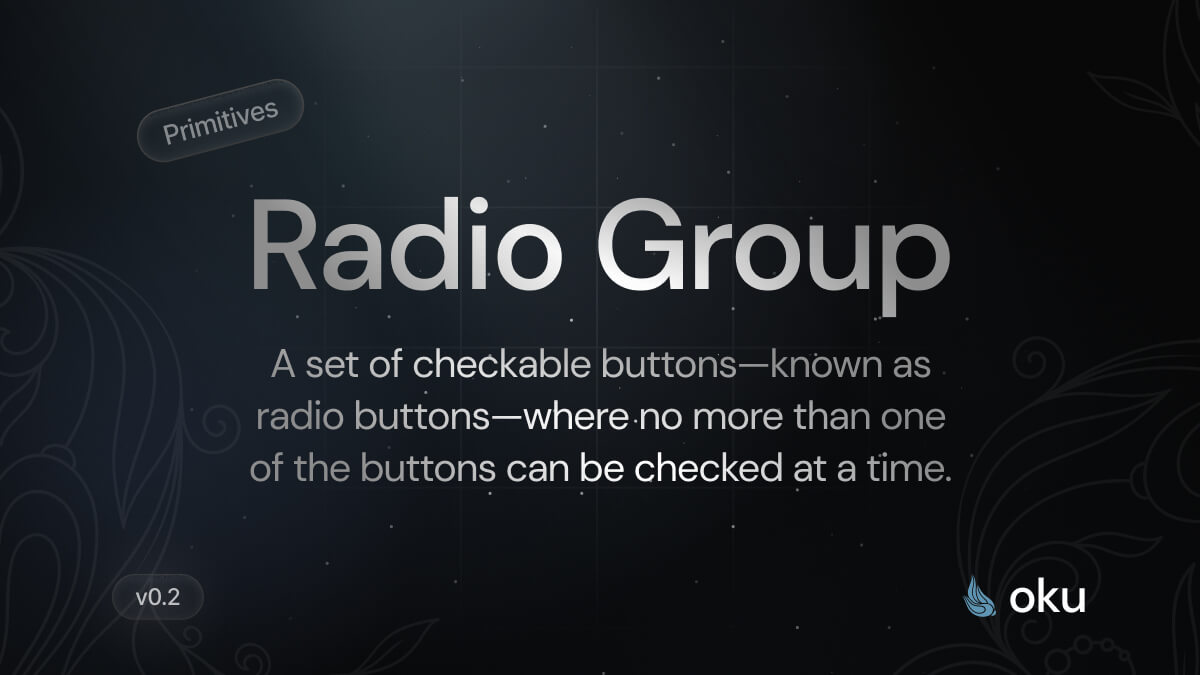 Primitives
Radio Group
A set of checkable buttons—known as
radio buttons—where no more than one
of the buttons can be checked at a time.
v0.2
oku